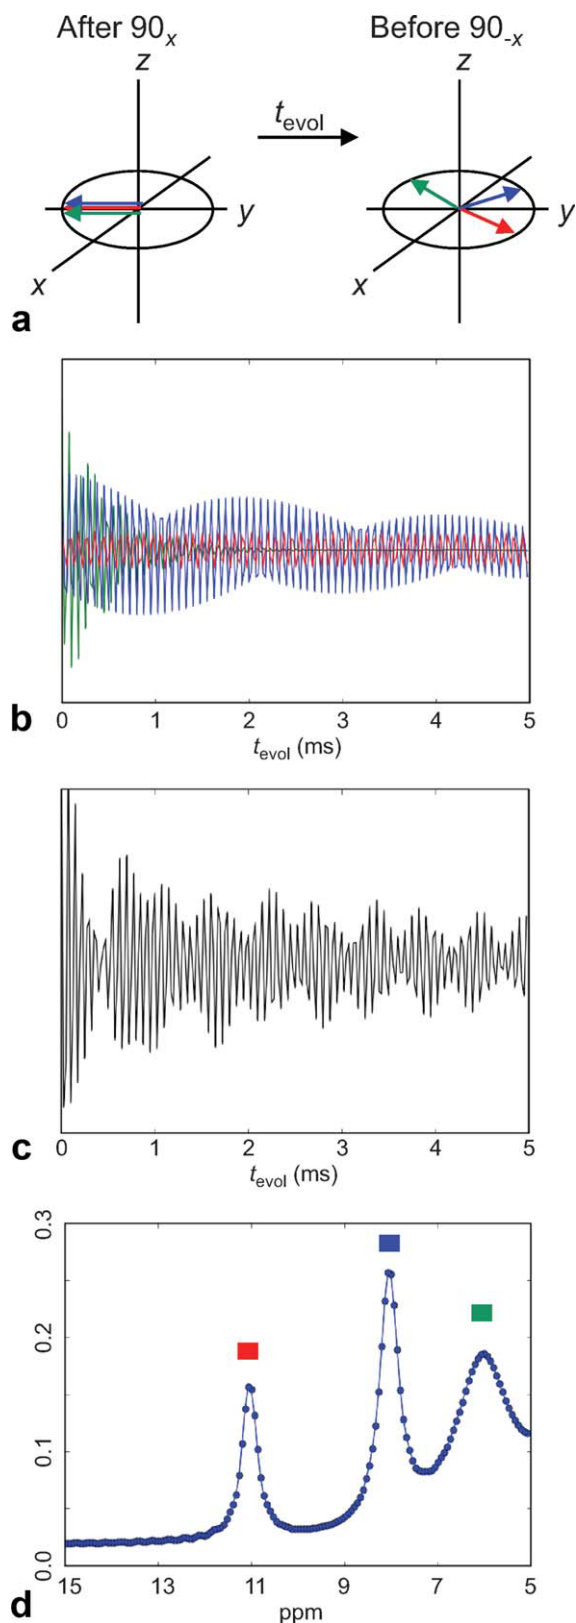 After 90x
Before 90-x
z
z
tevol
y
y
x
x
a
b
0 1 2 3 4 5
tevol (ms)
c
0 1 2 3 4 5
tevol (ms)
0.3
0.2
0.1
0.0
15 13 11 9 7 5
d
ppm